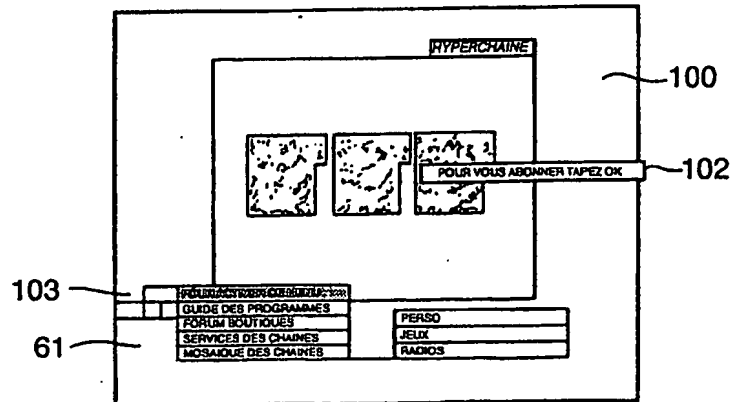 HYPERCHAINE
100
POUR VOUS ABONNER TAPEZ OK
102
103
GUIDE DES PROGRAMMES
FORUM BOUTIQUES
SERVICES DES CHAINES
MOSAIQUE DES CHAINES
PERSO
JEUX
RADIOS
61